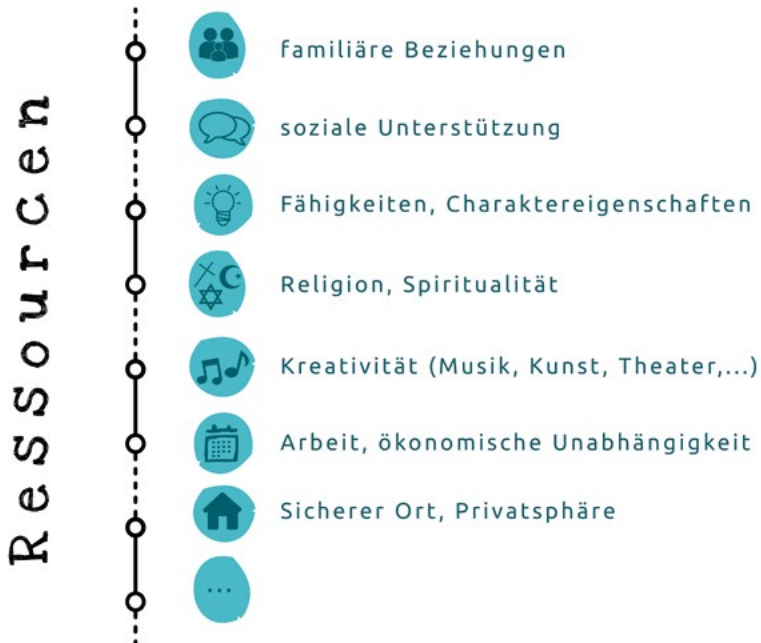 ReSSourcen
familiäre Beziehungen
soziale Unterstützung
Fähigkeiten, Charaktereigenschaften
Religion, Spiritualität
Kreativität (Musik, Kunst, Theater,...)
Arbeit, ökonomische Unabhängigkeit
Sicherer Ort, Privatsphäre
...